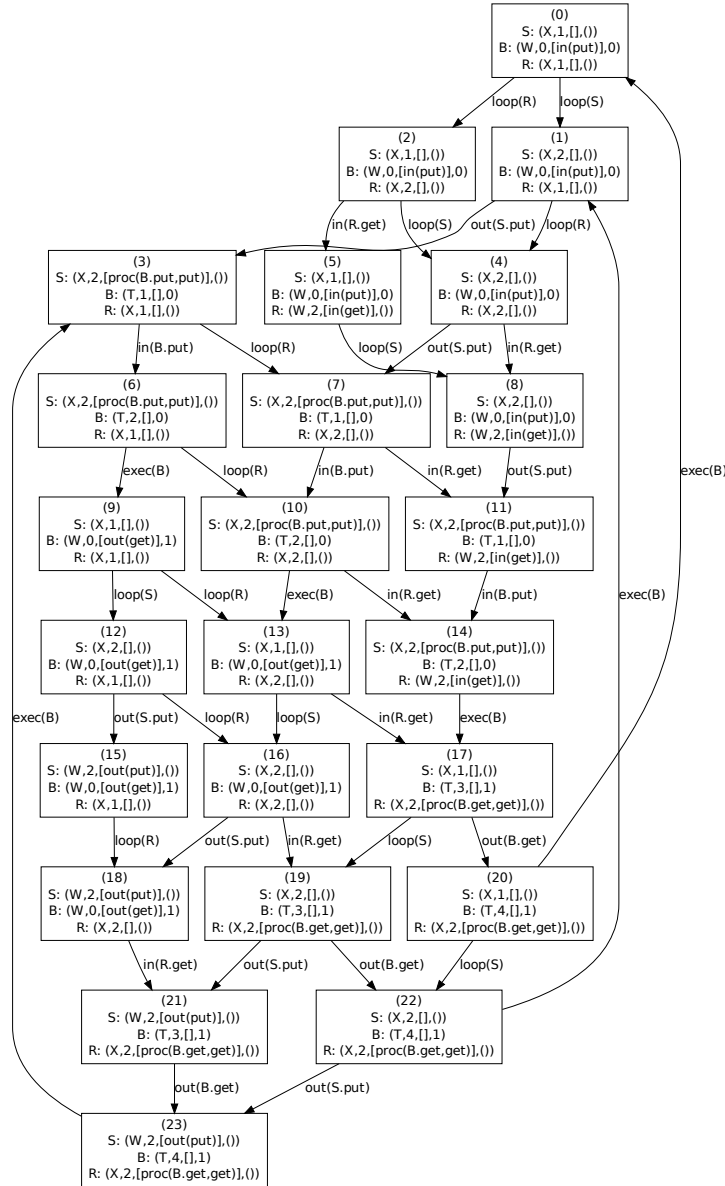 (0)
S: (X,1,[],())
B: (W,0,[in(put)],0)
R: (X,1,[],())
loop(R)
loop(S)
(2)
S: (X,1,[],())
B: (W,0,[in(put)],0)
R: (X,2,[],())
(1)
S: (X,2,[],())
B: (W,0,[in(put)],0)
R: (X,1,[],())
in(R.get)
loop(S)
out(S.put)
loop(R)
(3)
S: (X,2,[proc(B.put,put)],())
B: (T,1,[],0)
R: (X,1,[],())
(5)
S: (X,1,[],())
B: (W,0,[in(put)],0)
R: (W,2,[in(get)],())
(4)
S: (X,2,[],())
B: (W,0,[in(put)],0)
R: (X,2,[],())
in(B.put)
loop(R)
loop(S)
out(S.put)
in(R.get)
(6)
S: (X,2,[proc(B.put,put)],())
B: (T,2,[],0)
R: (X,1,[],())
(7)
S: (X,2,[proc(B.put,put)],())
B: (T,1,[],0)
R: (X,2,[],())
(8)
S: (X,2,[],())
B: (W,0,[in(put)],0)
R: (W,2,[in(get)],())
exec(B)
loop(R)
in(B.put)
in(R.get)
out(S.put)
exec(B)
(9)
S: (X,1,[],())
B: (W,0,[out(get)],1)
R: (X,1,[],())
(10)
S: (X,2,[proc(B.put,put)],())
B: (T,2,[],0)
R: (X,2,[],())
(11)
S: (X,2,[proc(B.put,put)],())
B: (T,1,[],0)
R: (W,2,[in(get)],())
loop(S)
loop(R)
exec(B)
in(R.get)
in(B.put)
exec(B)
(12)
S: (X,2,[],())
B: (W,0,[out(get)],1)
R: (X,1,[],())
(13)
S: (X,1,[],())
B: (W,0,[out(get)],1)
R: (X,2,[],())
(14)
S: (X,2,[proc(B.put,put)],())
B: (T,2,[],0)
R: (W,2,[in(get)],())
exec(B)
out(S.put)
loop(R)
loop(S)
in(R.get)
exec(B)
(15)
S: (W,2,[out(put)],())
B: (W,0,[out(get)],1)
R: (X,1,[],())
(16)
S: (X,2,[],())
B: (W,0,[out(get)],1)
R: (X,2,[],())
(17)
S: (X,1,[],())
B: (T,3,[],1)
R: (X,2,[proc(B.get,get)],())
loop(R)
out(S.put)
in(R.get)
loop(S)
out(B.get)
(18)
S: (W,2,[out(put)],())
B: (W,0,[out(get)],1)
R: (X,2,[],())
(19)
S: (X,2,[],())
B: (T,3,[],1)
R: (X,2,[proc(B.get,get)],())
(20)
S: (X,1,[],())
B: (T,4,[],1)
R: (X,2,[proc(B.get,get)],())
in(R.get)
out(S.put)
out(B.get)
loop(S)
(21)
S: (W,2,[out(put)],())
B: (T,3,[],1)
R: (X,2,[proc(B.get,get)],())
(22)
S: (X,2,[],())
B: (T,4,[],1)
R: (X,2,[proc(B.get,get)],())
out(B.get)
out(S.put)
(23)
S: (W,2,[out(put)],())
B: (T,4,[],1)
R: (X,2,[proc(B.get,get)],())